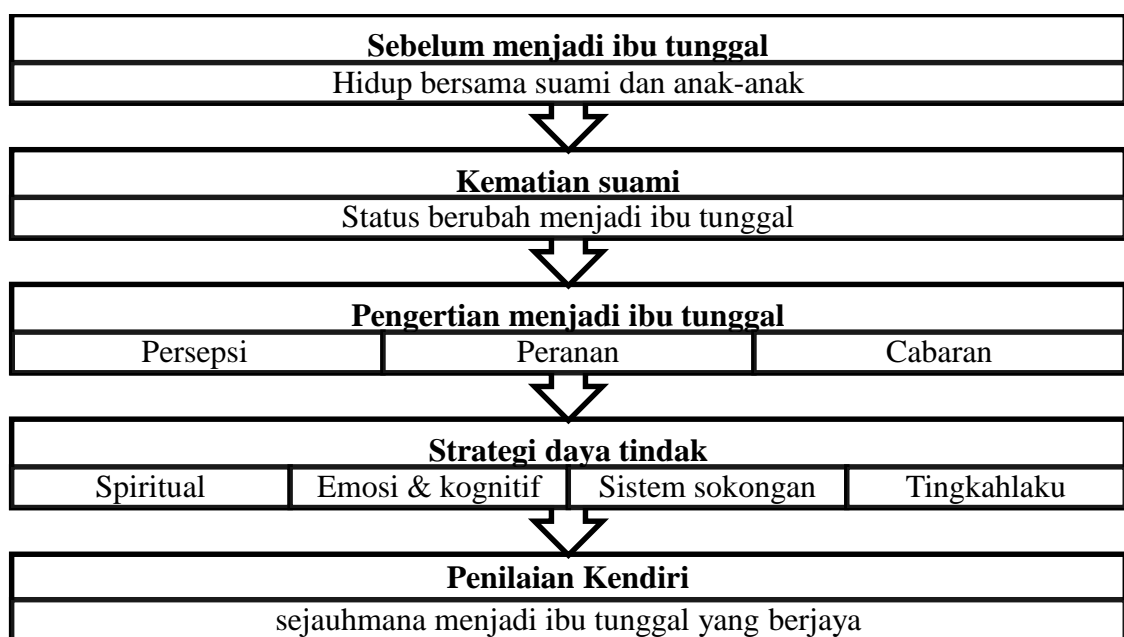 Sebelum menjadi ibu tunggal
Hidup bersama suami dan anak-anak
Kematian suami
Status berubah menjadi ibu tunggal
Pengertian menjadi ibu tunggal
Persepsi Peranan Cabaran
Strategi daya tindak
Spiritual Emosi & kognitif Sistem sokongan Tingkahlaku
Penilaian Kendiri
sejauhmana menjadi ibu tunggal yang berjaya